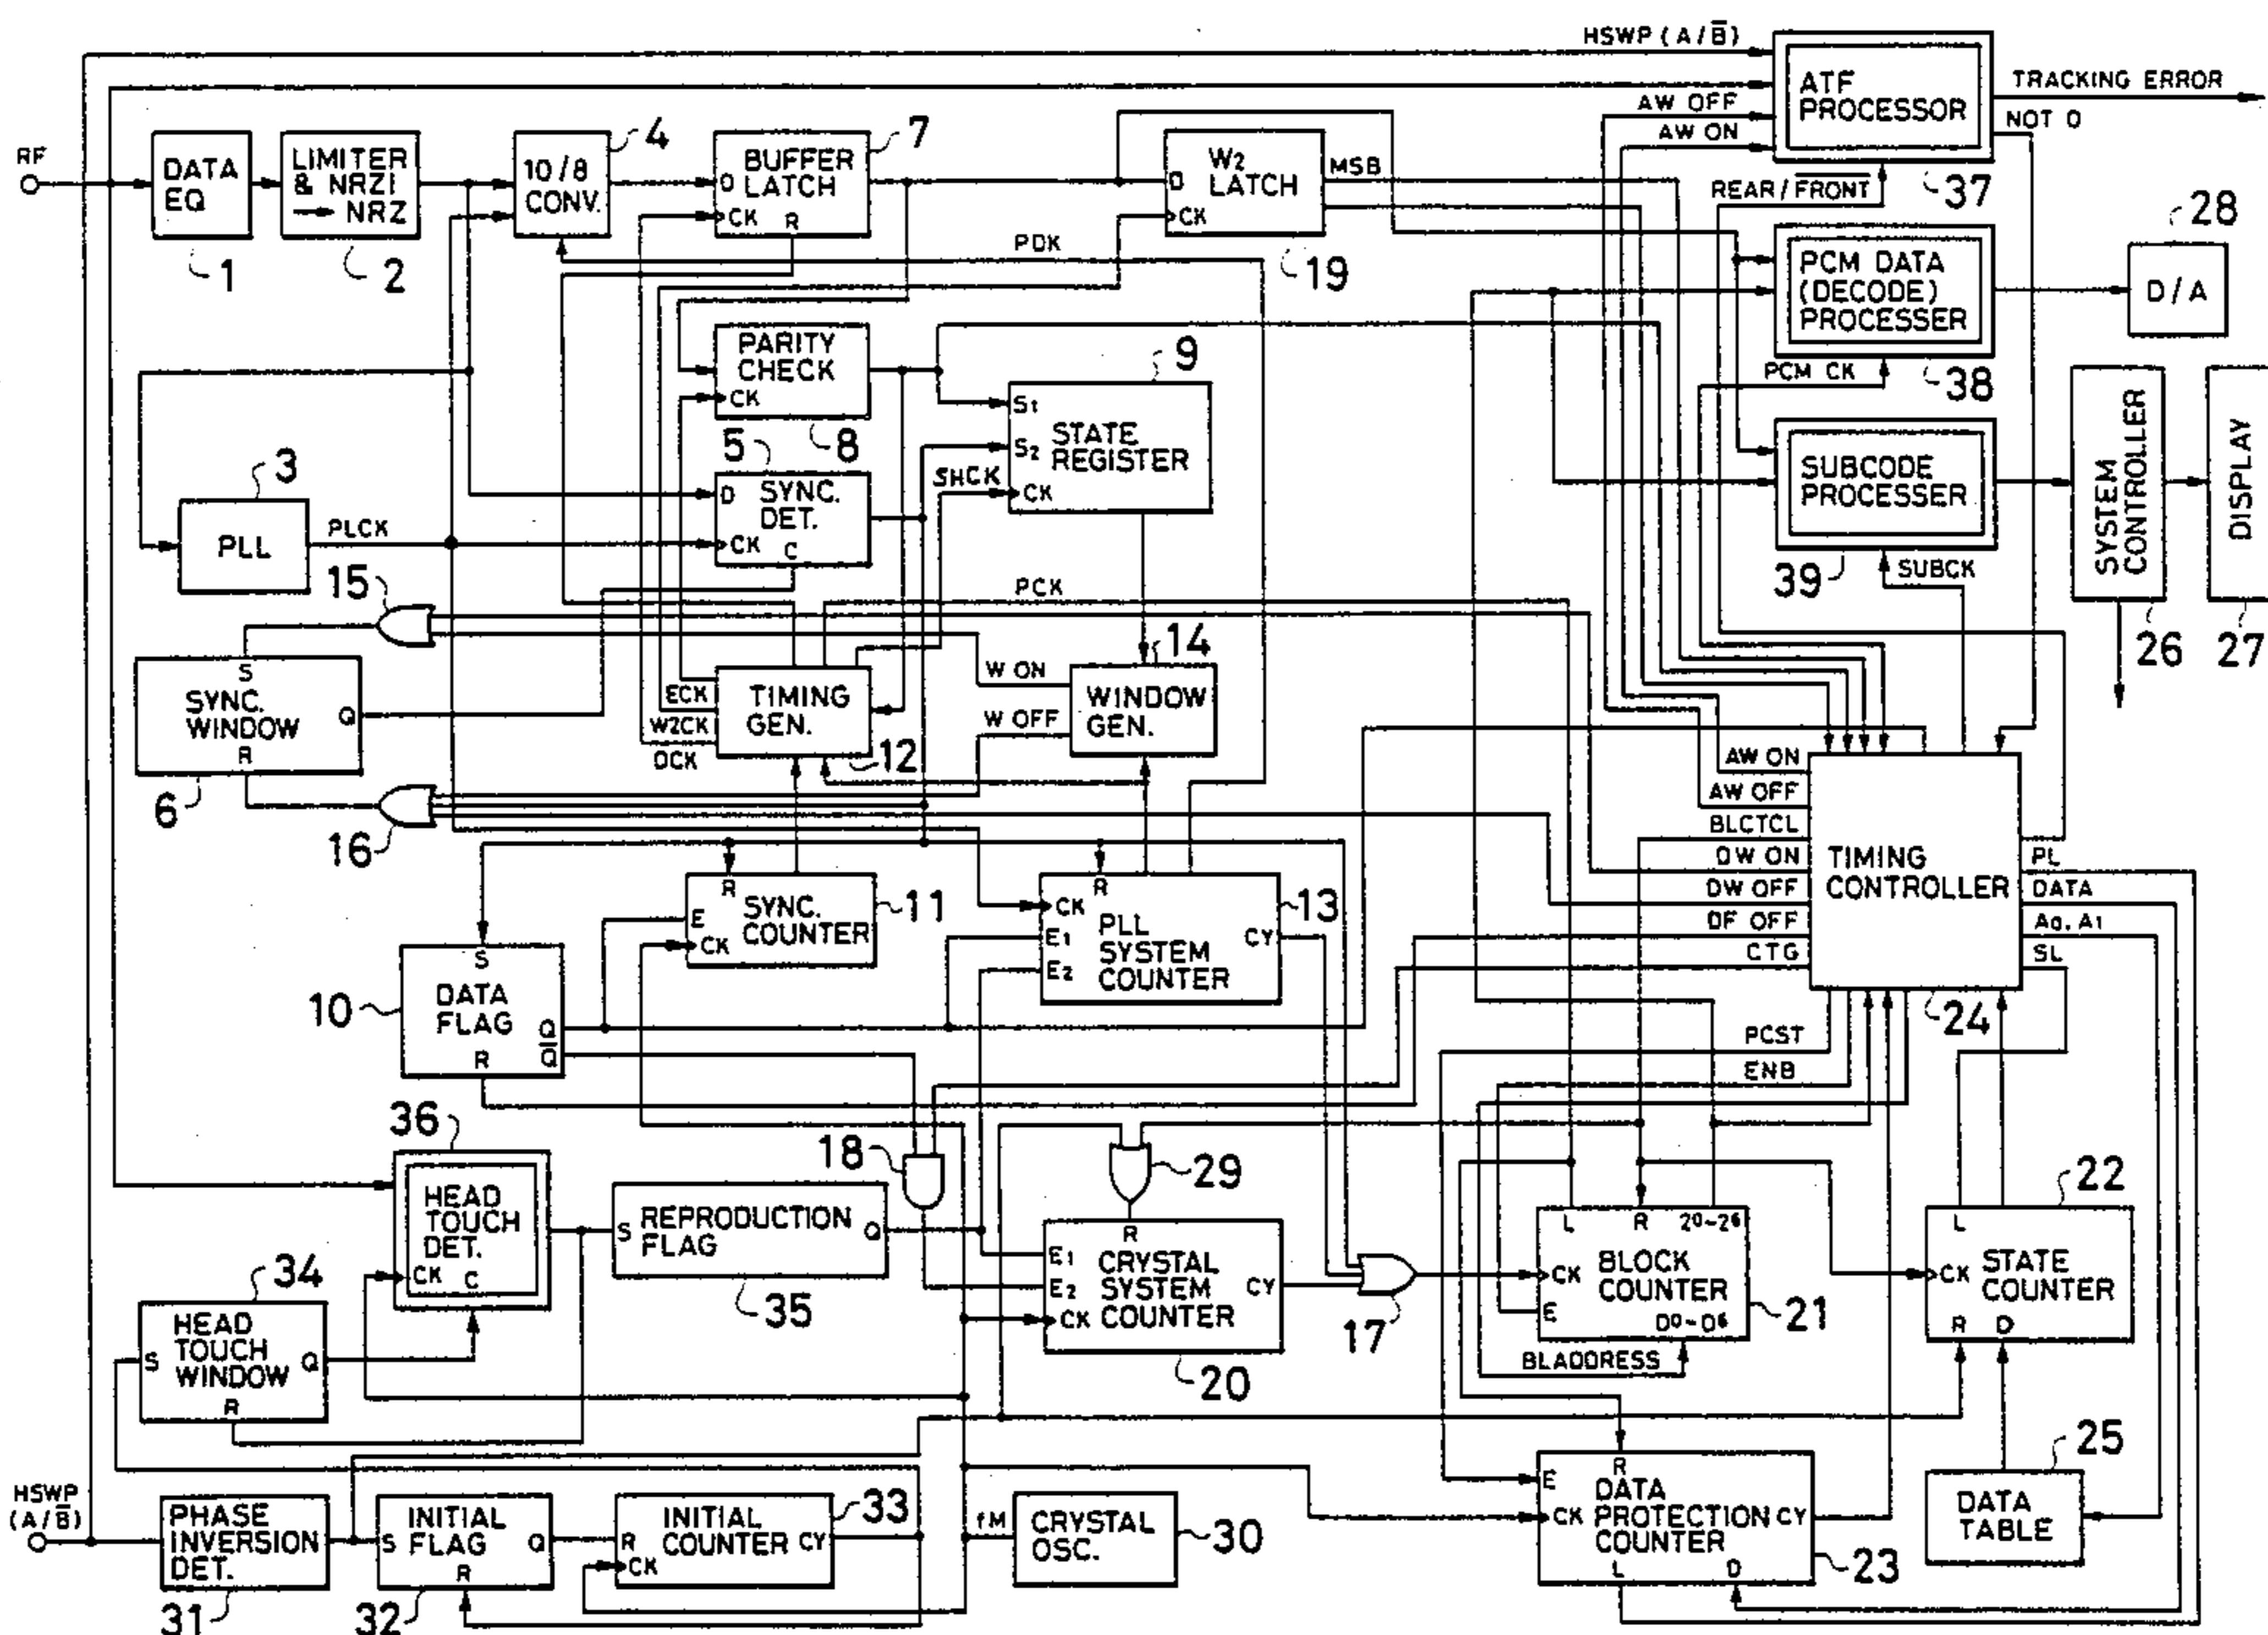 HSWP (A/B̅)
ATF
PROCESSOR
TRACKING ERROR
AW OFF
AW ON
NOT 0
REAR/F̅R̅O̅N̅T̅
37
RF
DATA
EQ
1
LIMITER
& NRZI
→ NRZ
2
4
10/8
CONV.
7
BUFFER
LATCH
D
CK
R
W2
LATCH
D
CK
MSB
19
PDK
PCM DATA
(DECODE)
PROCESSER
38
PCM CK
28
D/A
PARITY
CHECK
CK
8
9
S1
S2
STATE
REGISTER
SHCK
CK
5
D
SYNC.
DET.
CK
C
3
PLL
PLCK
SUBCODE
PROCESSER
39
SUBCK
SYSTEM
CONTROLLER
26
DISPLAY
27
15
PCK
S
SYNC.
WINDOW
Q
R
6
ECK
W2CK
DCK
TIMING
GEN.
12
14
W ON
W OFF
WINDOW
GEN.
16
AW ON
AW OFF
BLCTCL
DW ON
DW OFF
DF OFF
CTG
TIMING
CONTROLLER
PL
DATA
A0, A1
SL
24
PCST
ENB
R
E
SYNC.
COUNTER
CK
11
R
CK
E1
E2
PLL
SYSTEM
COUNTER
CY
13
S
DATA
FLAG
Q
Q̅
R
10
36
HEAD
TOUCH
DET.
CK
C
18
29
S
REPRODUCTION
FLAG
Q
35
R
E1
E2
CRYSTAL
SYSTEM
COUNTER
CK
CY
20
17
L
R
2⁰-2⁶
CK
BLOCK
COUNTER
E
D⁰-D⁶
21
BLADDRESS
22
L
CK
STATE
COUNTER
R
D
34
S
HEAD
TOUCH
WINDOW
Q
R
HSWP
(A/B̅)
PHASE
INVERSION
DET.
31
S
INITIAL
FLAG
Q
R
32
R
INITIAL
COUNTER
CY
CK
33
fM
CRYSTAL
OSC.
30
R
E
DATA
PROTECTION
COUNTER
CK
CY
L
D
23
25
DATA
TABLE